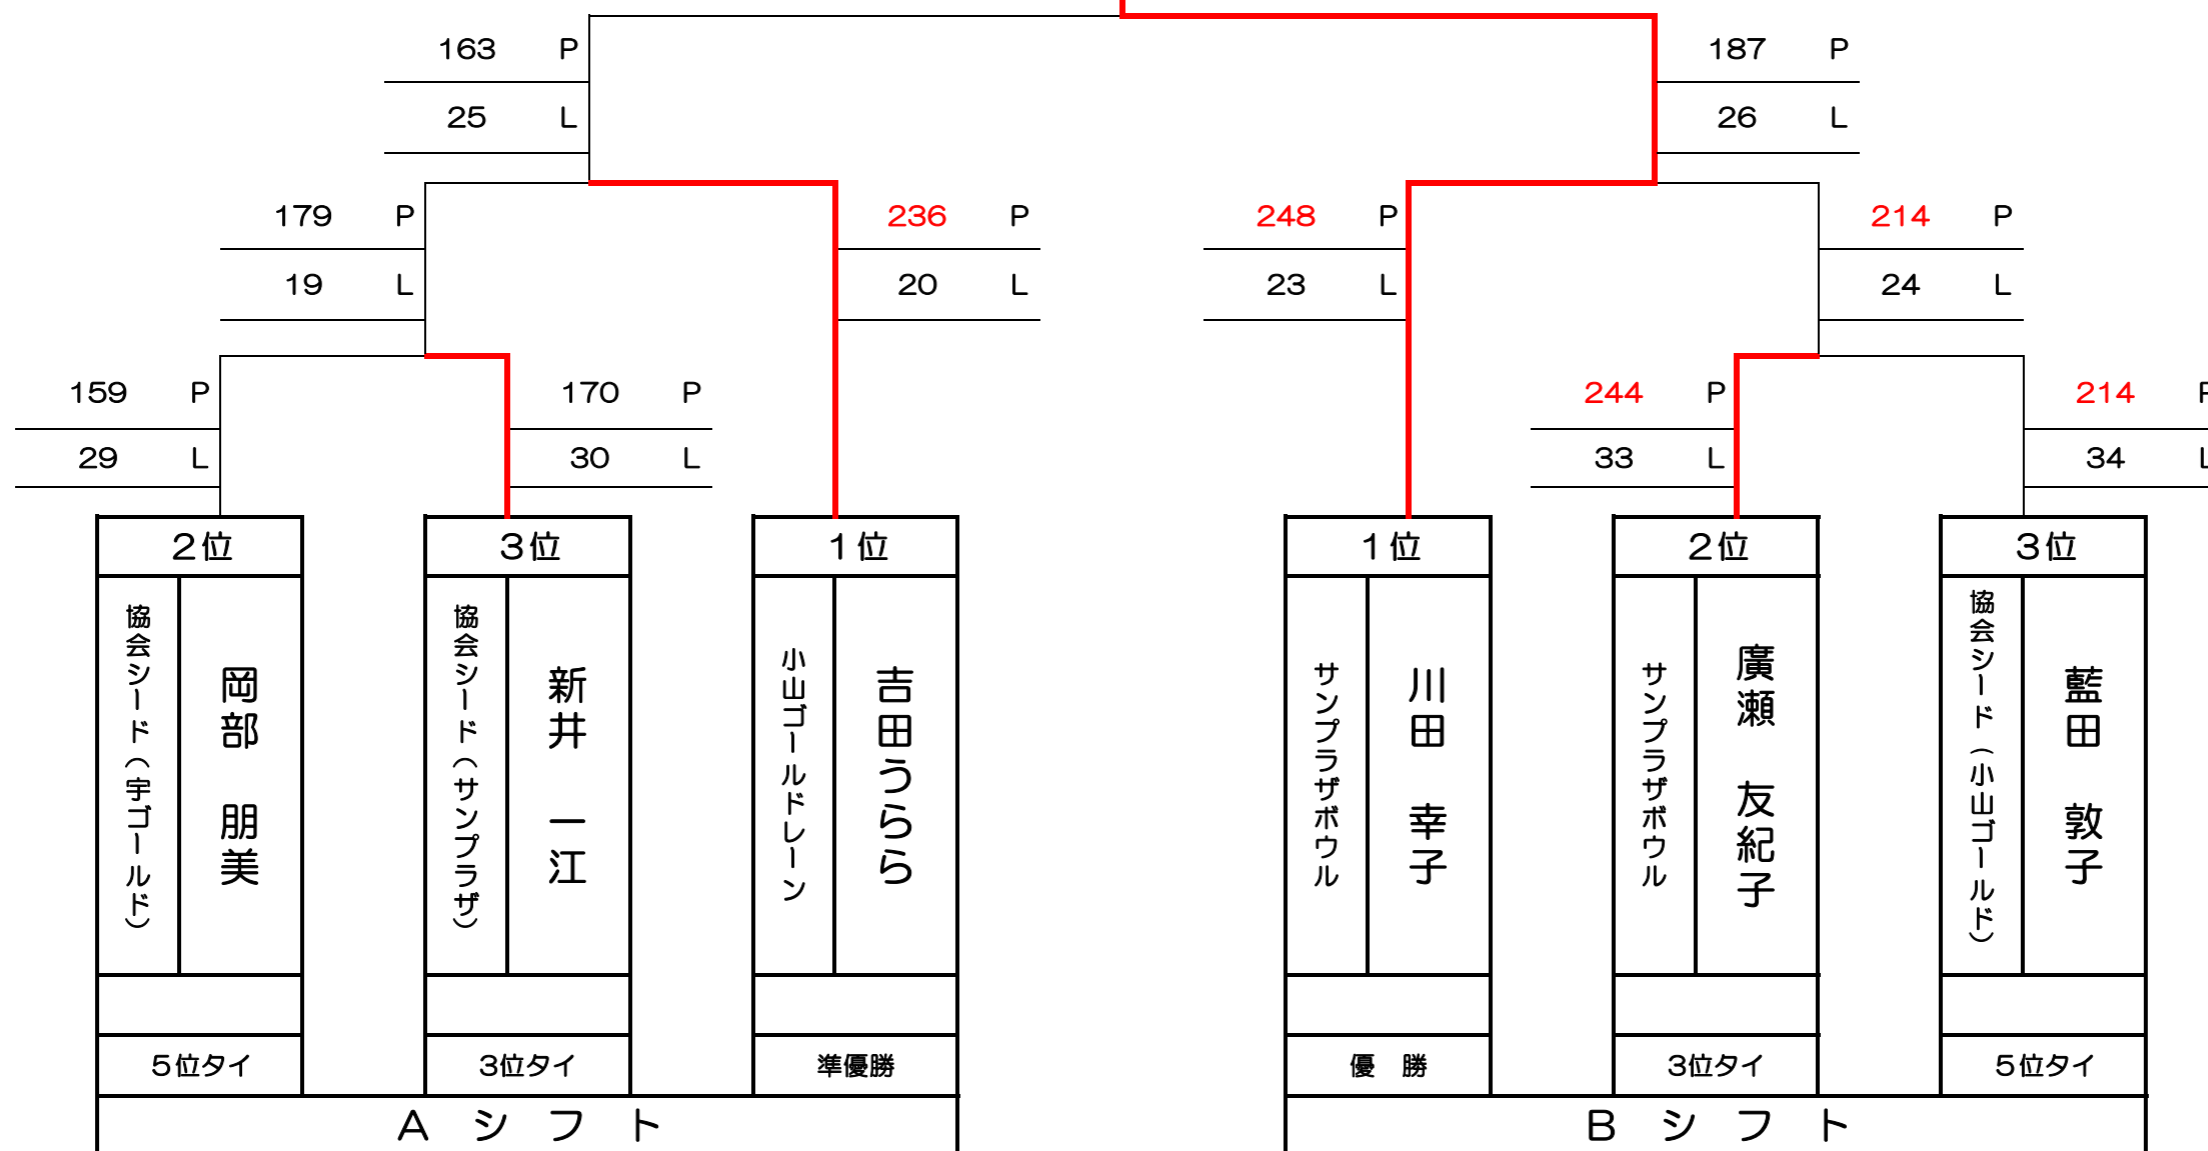 163 P 187 P
25 L 26 L
179 P 236 P 248 P 214 P
19 L 20 L 23 L 24 L
159 P 170 P 244 P 214 P
29 L 30 L 33 L 34 L
2位 3位 1位 1位 2位 3位
協会シード(宇ゴールド)
岡部 朋美
協会シード(サンプラザ)
新井 一江
小山ゴールドレーン
吉田うらら
サンプラザボウル
川田 幸子
サンプラザボウル
廣瀬 友紀子
協会シード(小山ゴールド)
藍田 敦子
5位タイ 3位タイ 準優勝 優 勝 3位タイ 5位タイ
Aシフト Bシフト